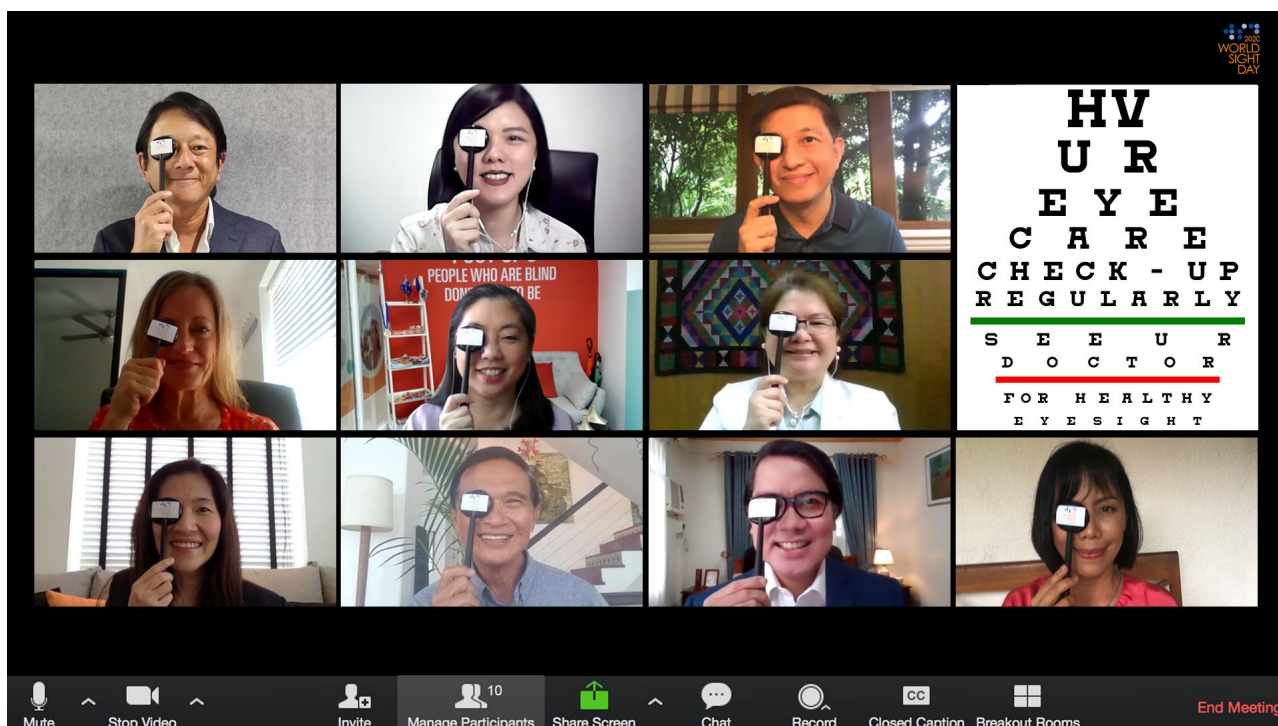 2020
WORLD
SIGHT
DAY
HV
U R
E Y E
C A R E
C H E C K - U P
R E G U L A R L Y
S E E U R
D O C T O R
F O R H E A L T H Y
E Y E S I G H T
PEOPLE WHO ARE BLIND
TO BE
Mute
Stop Video
Invite
10
Manage Participants
Share Screen
Chat
Record
CC
Closed Caption
Breakout Rooms
End Meeting